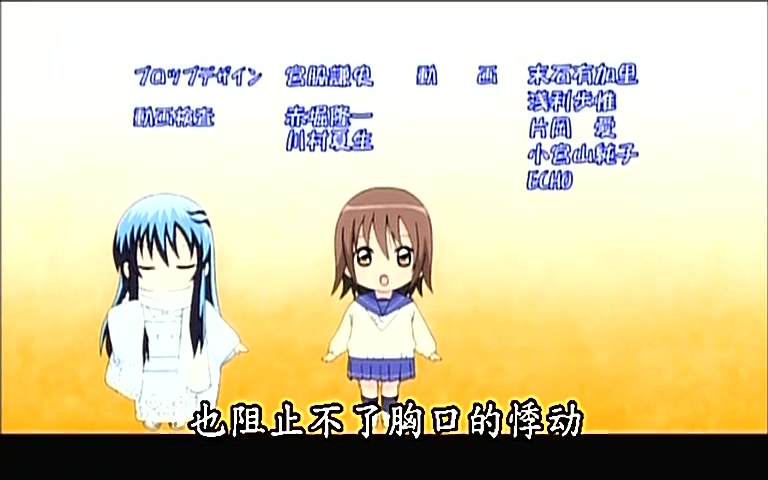 プロップデザイン 宮脇謙俊
動画検査 赤堀隆一
川村夏生
動 画 末石有加里
浅利歩惟
片岡 愛
小宮山純子
ECHO
也阻止不了胸口的悸动